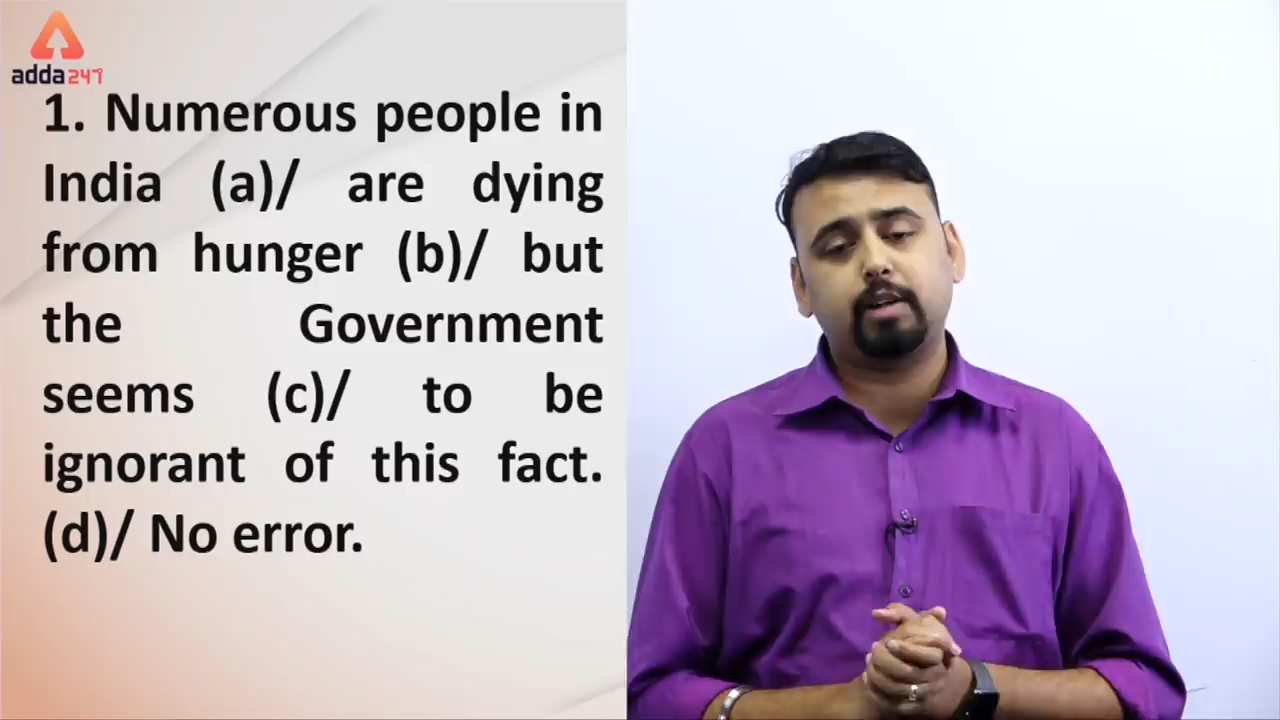 adda247
1. Numerous people in
India (a)/ are dying
from hunger (b)/ but
the Government
seems (c)/ to be
ignorant of this fact.
(d)/ No error.